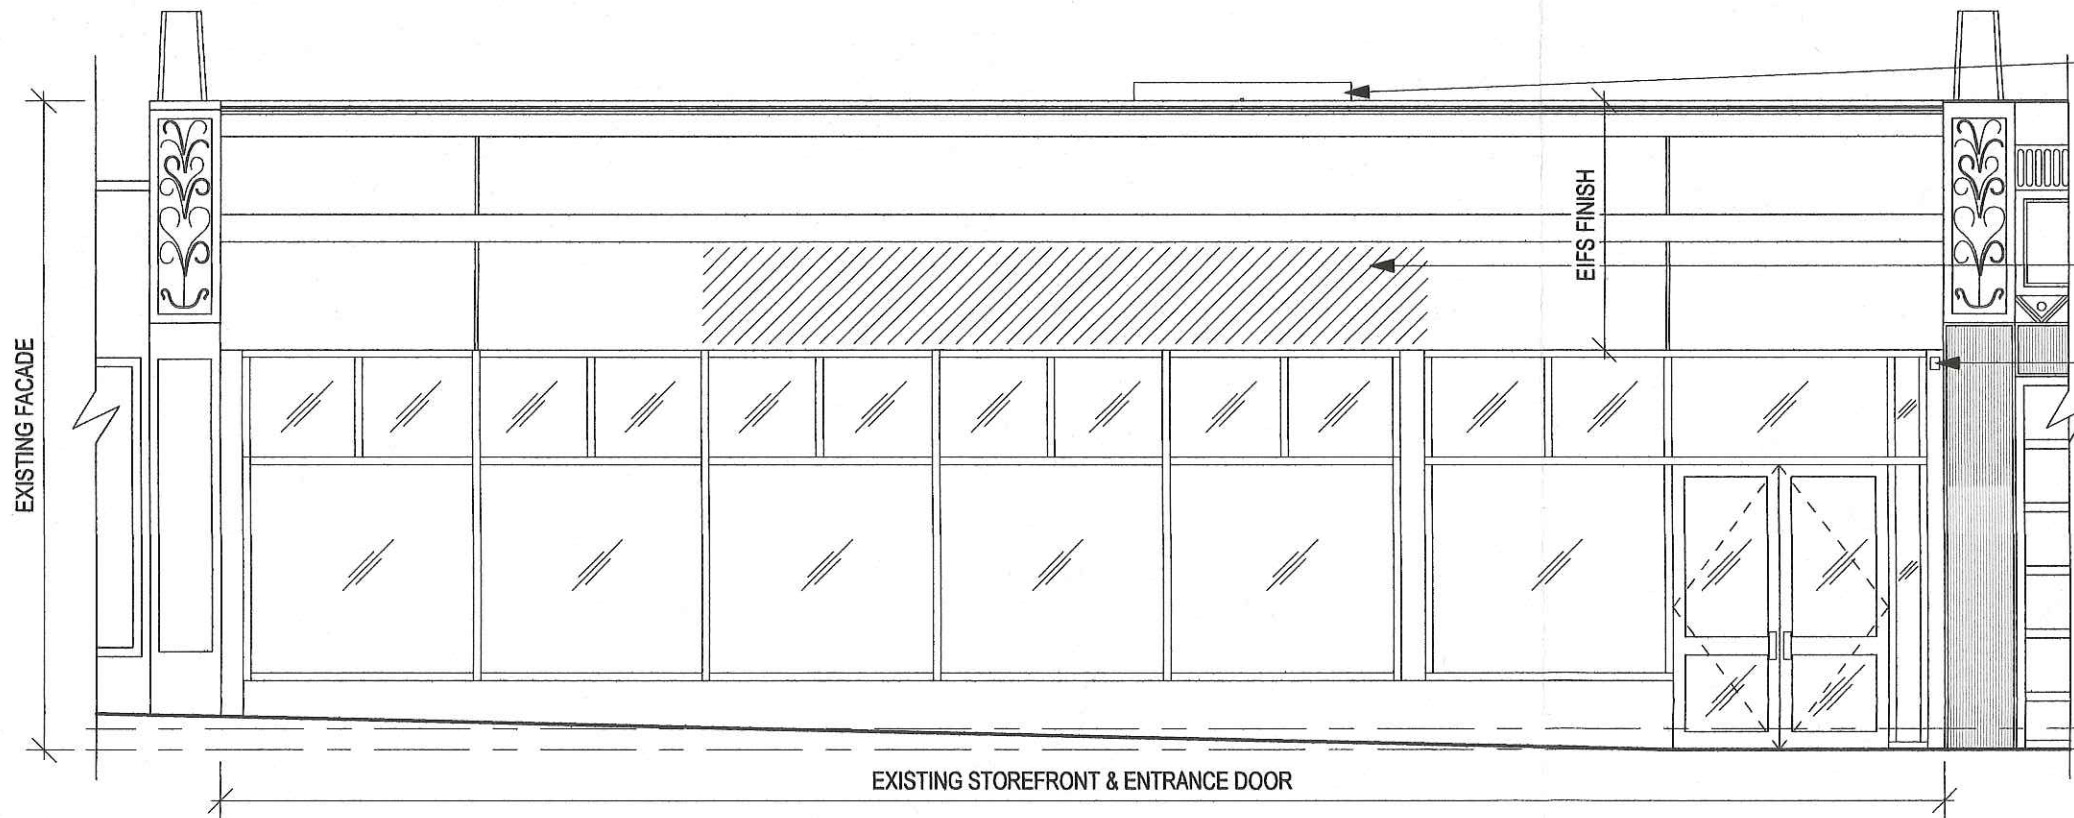 EIFS FINISH
EXISTING FACADE
EXISTING STOREFRONT & ENTRANCE DOOR